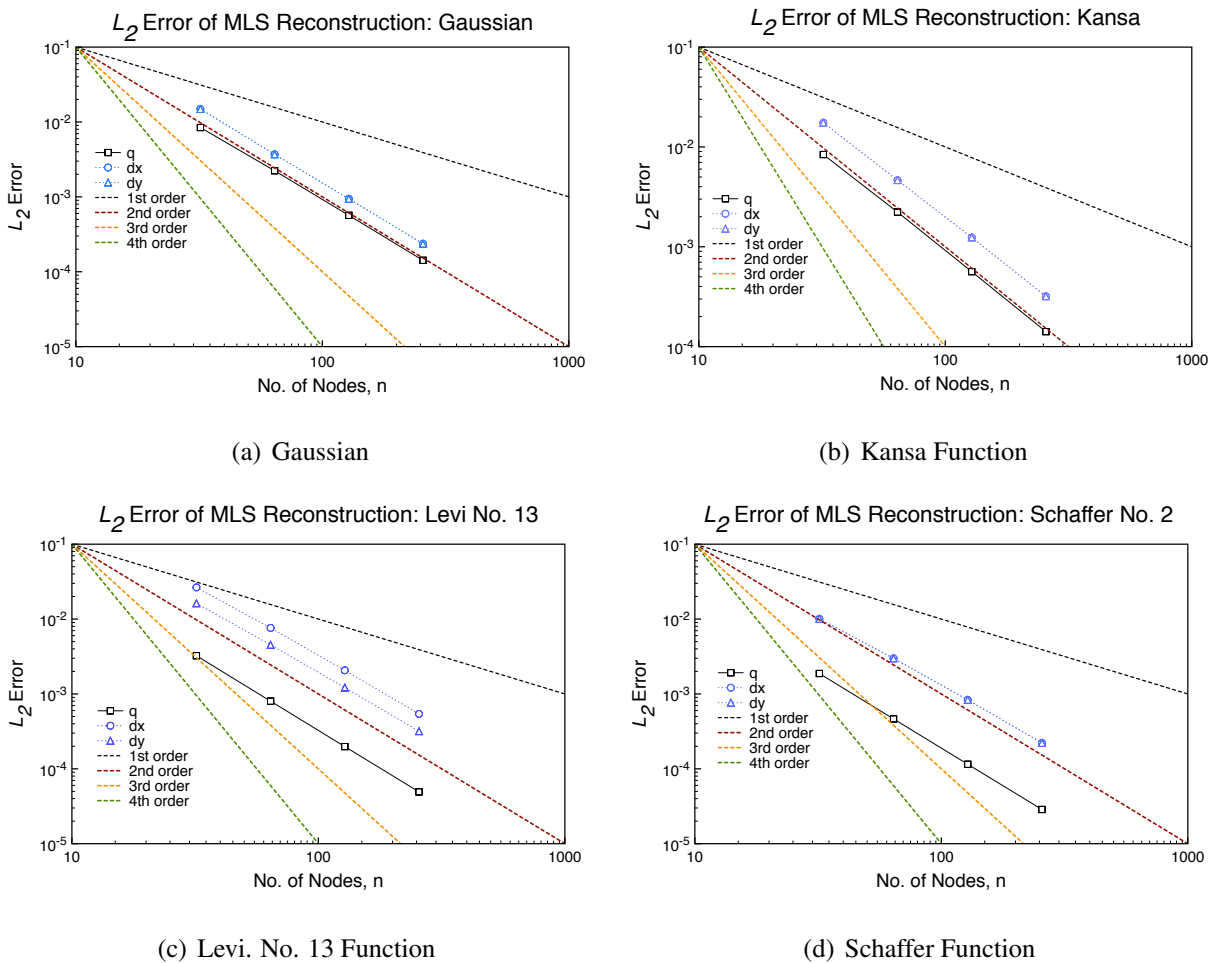 L2 Error of MLS Reconstruction: Gaussian
10-1
10-2
10-3
10-4
10-5
L2 Error
q
dx
dy
1st order
2nd order
3rd order
4th order
10
100
1000
No. of Nodes, n
(a) Gaussian
L2 Error of MLS Reconstruction: Kansa
10-1
10-2
10-3
10-4
L2 Error
q
dx
dy
1st order
2nd order
3rd order
4th order
10
100
1000
No. of Nodes, n
(b) Kansa Function
L2 Error of MLS Reconstruction: Levi No. 13
10-1
10-2
10-3
10-4
10-5
L2 Error
q
dx
dy
1st order
2nd order
3rd order
4th order
10
100
1000
No. of Nodes, n
(c) Levi. No. 13 Function
L2 Error of MLS Reconstruction: Schaffer No. 2
10-1
10-2
10-3
10-4
10-5
L2 Error
q
dx
dy
1st order
2nd order
3rd order
4th order
10
100
1000
No. of Nodes, n
(d) Schaffer Function